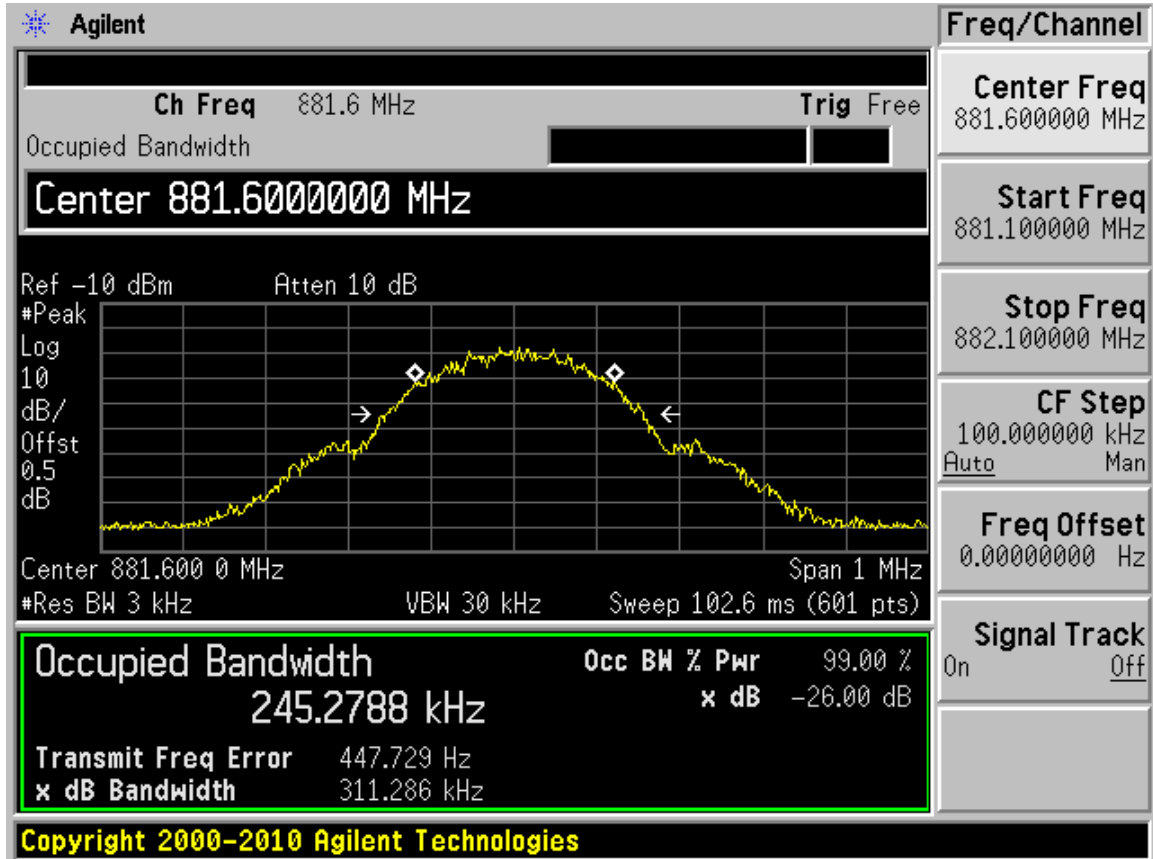 Agilent
Freq/Channel
Ch Freq 881.6 MHz Trig Free
Occupied Bandwidth
Center 881.6000000 MHz
Ref -10 dBm Atten 10 dB
#Peak
Log
10
dB/
Offst
0.5
dB
Center 881.600 0 MHz Span 1 MHz
#Res BW 3 kHz VBW 30 kHz Sweep 102.6 ms (601 pts)
Occupied Bandwidth
245.2788 kHz
Occ BW % Pwr 99.00 %
x dB -26.00 dB
Transmit Freq Error 447.729 Hz
x dB Bandwidth 311.286 kHz
Center Freq
881.600000 MHz
Start Freq
881.100000 MHz
Stop Freq
882.100000 MHz
CF Step
100.000000 kHz
Auto Man
Freq Offset
0.00000000 Hz
Signal Track
On Off
Copyright 2000-2010 Agilent Technologies